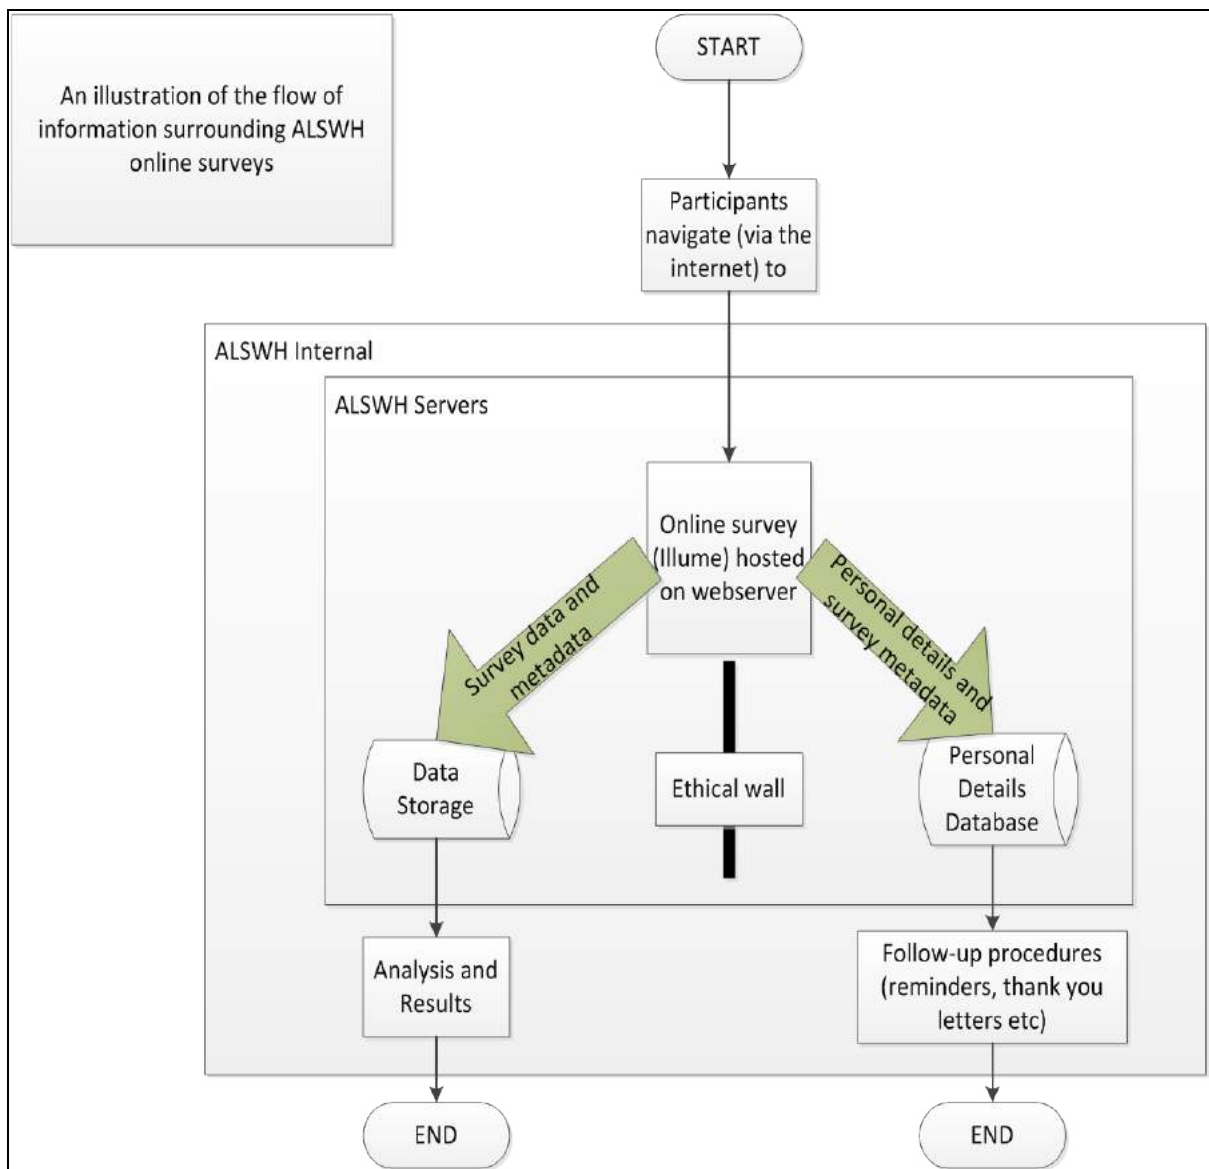 An illustration of the flow of
information surrounding ALSWH
online surveys
START
Participants
navigate (via the
internet) to
ALSWH Internal
ALSWH Servers
Online survey
(Illume) hosted
on webserver
Survey data and
metadata
Personal details and
survey metadata
Data
Storage
Ethical wall
Personal
Details
Database
Analysis and
Results
Follow-up procedures
(reminders, thank you
letters etc)
END
END